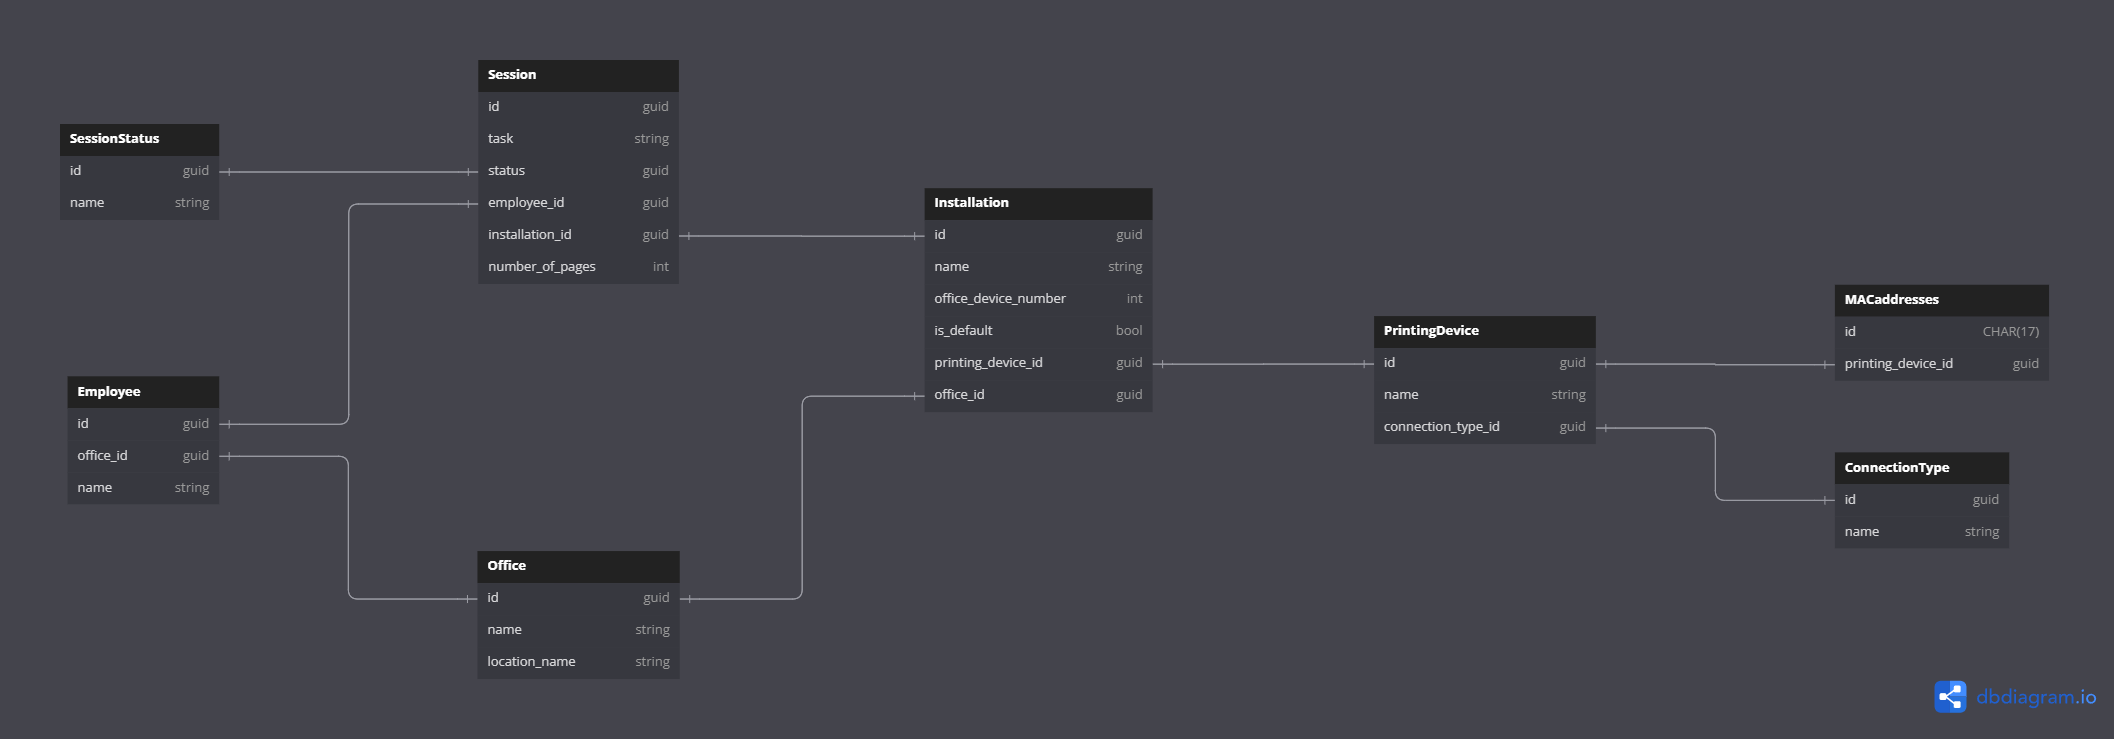 Session
id guid
task string
status guid
employee_id guid
installation_id guid
number_of_pages int
SessionStatus
id guid
name string
Installation
id guid
name string
office_device_number int
is_default bool
printing_device_id guid
office_id guid
MACaddresses
id CHAR(17)
printing_device_id guid
PrintingDevice
id guid
name string
connection_type_id guid
Employee
id guid
office_id guid
name string
ConnectionType
id guid
name string
Office
id guid
name string
location_name string
dbdiagram.io